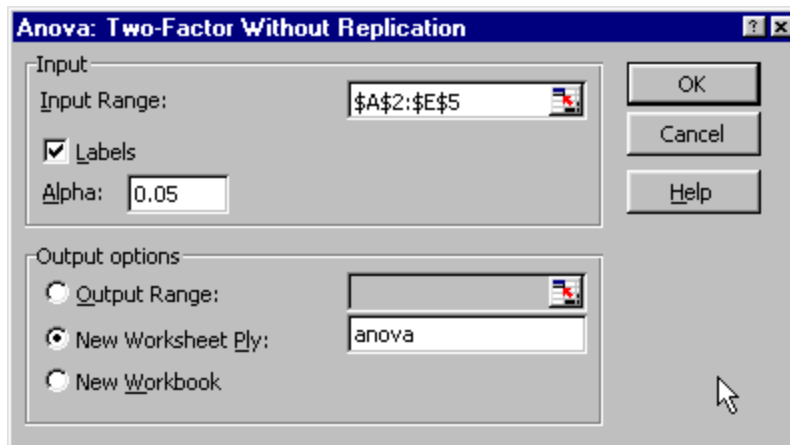 Anova: Two-Factor Without Replication
Input
Input Range: $A$2:$E$5
Labels
Alpha: 0.05
OK
Cancel
Help
Output options
Output Range:
New Worksheet Ply: anova
New Workbook